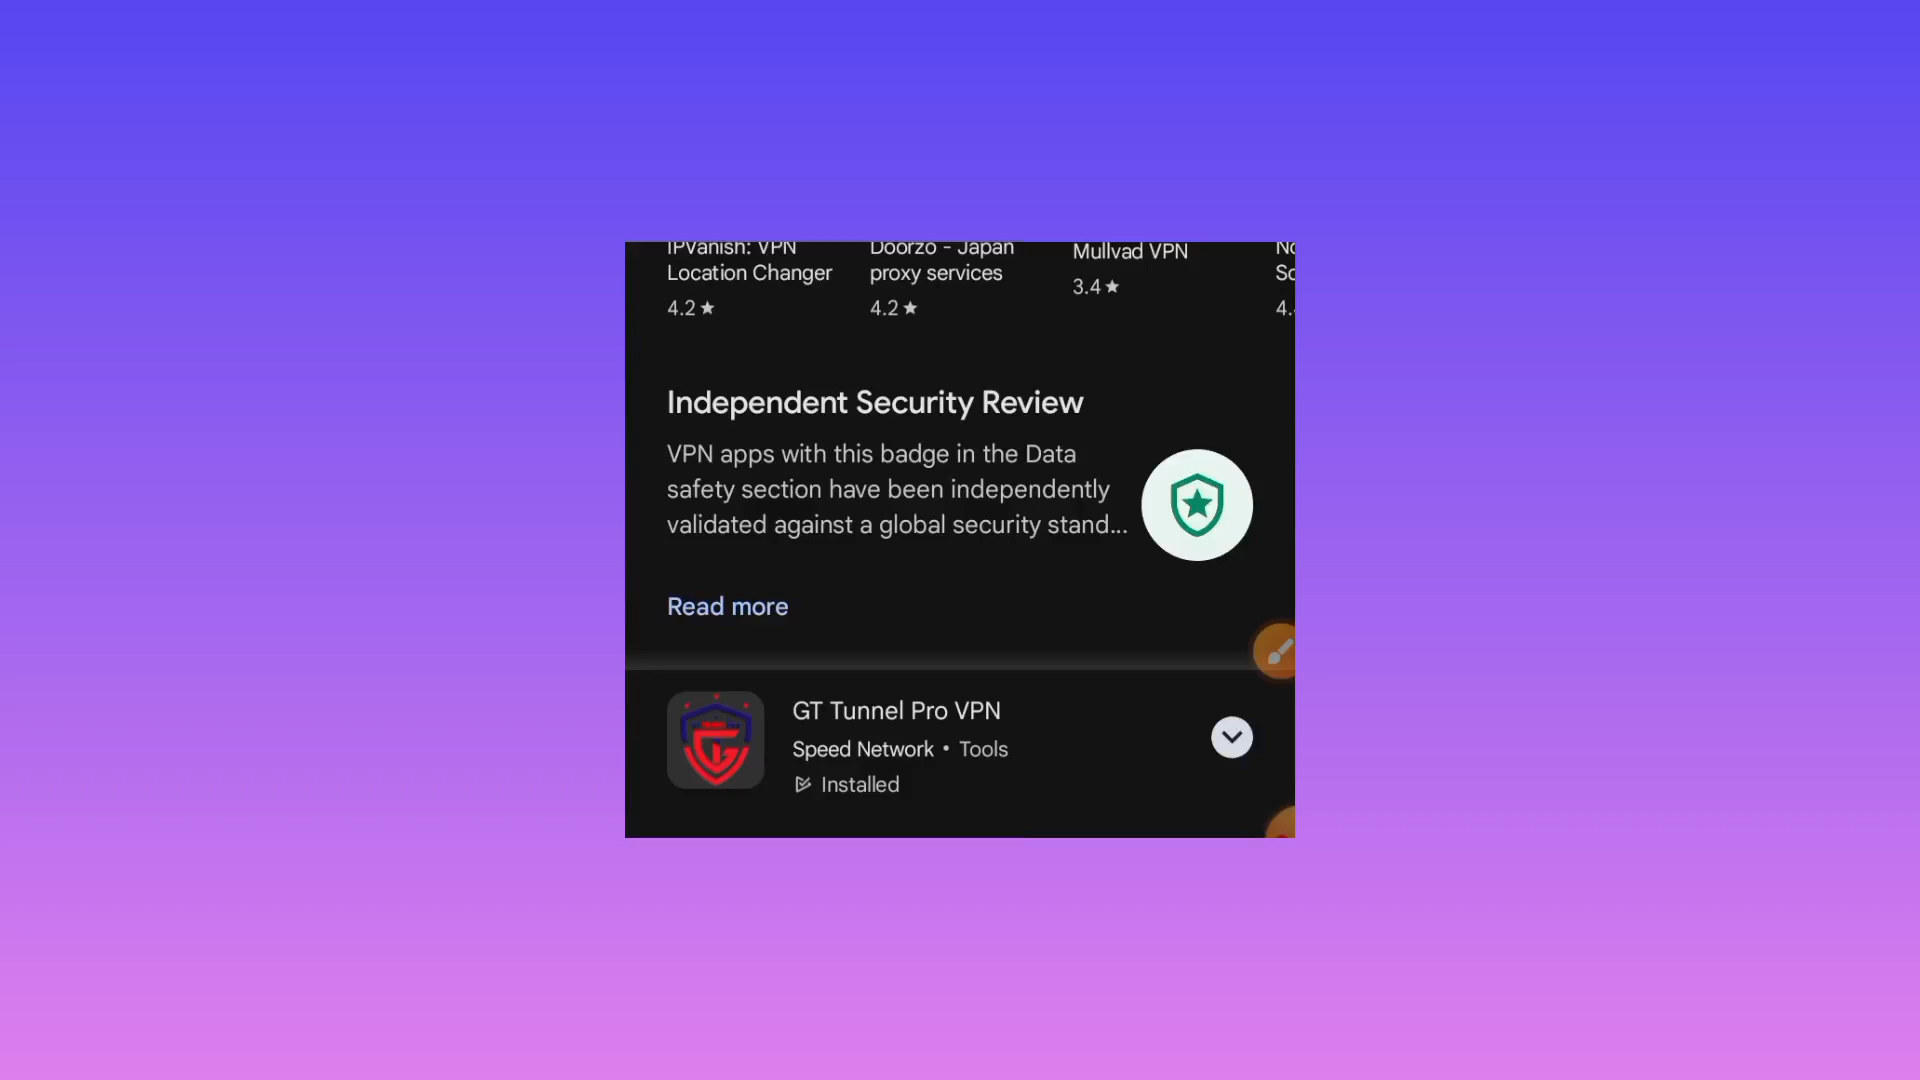 IPVanish: VPN Doorzo - Japan Mullvad VPN
Location Changer proxy services
3.4★
4.2★ 4.2★
Independent Security Review
VPN apps with this badge in the Data
safety section have been independently
validated against a global security stand...
Read more
GT Tunnel Pro VPN
Speed Network • Tools
Installed